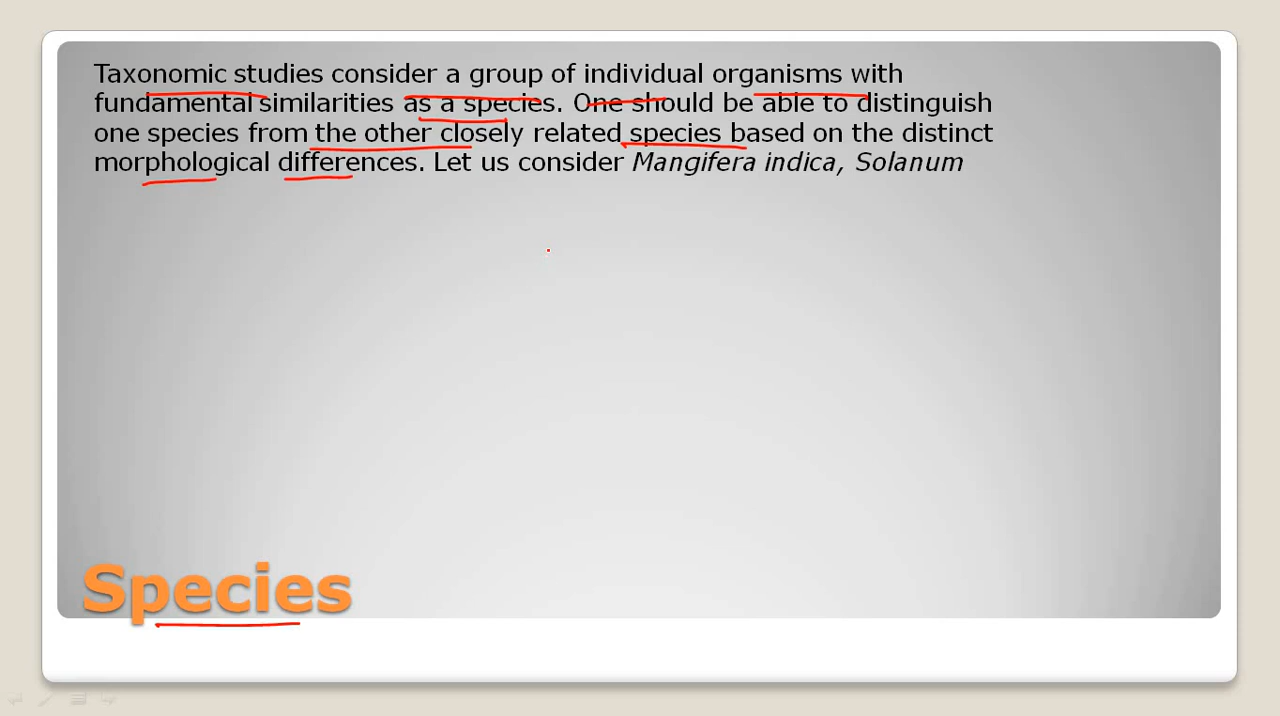 Taxonomic studies consider a group of individual organisms with
fundamental similarities as a species. One should be able to distinguish
one species from the other closely related species based on the distinct
morphological differences. Let us consider Mangifera indica, Solanum
Species